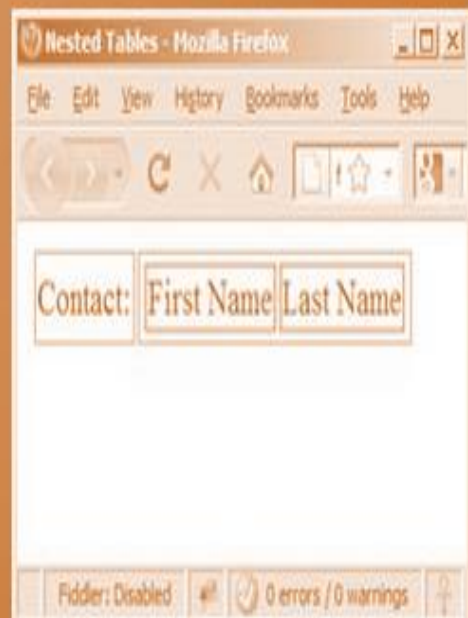 Nested Tables - Mozilla Firefox
File Edit View History Bookmarks Tools Help
Contact: First Name Last Name
Fiddler: Disabled 0 errors / 0 warnings